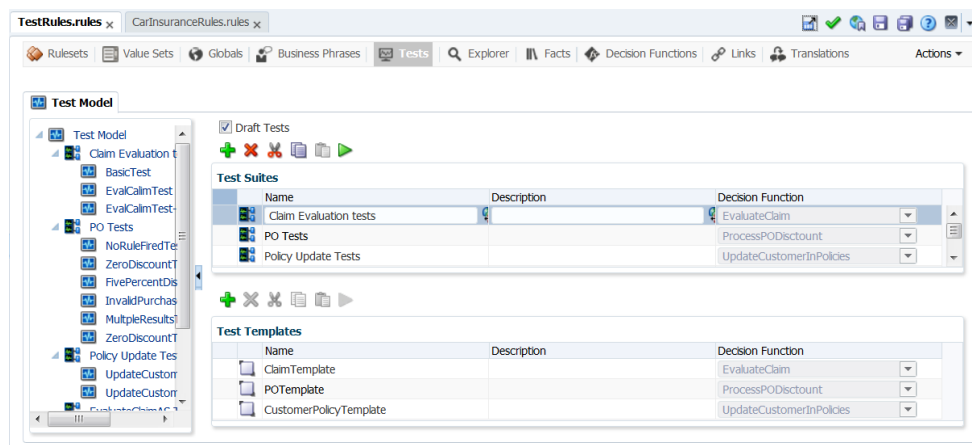 TestRules.rules x CarInsuranceRules.rules x
Rulesets Value Sets Globals Business Phrases Tests Explorer Facts Decision Functions Links Translations Actions
Test Model
Test Model
Claim Evaluation t
BasicTest
EvalCalimTest
EvalCalimTest-
PO Tests
NoRuleFiredTe
ZeroDiscountT
FivePercentDis
InvalidPurchas
MultpleResultsT
ZeroDiscountT
Policy Update Tes
UpdateCustom
UpdateCustom
EvaluateClaimAS T
Draft Tests
Test Suites
Name Description Decision Function
Claim Evaluation tests EvaluateClaim
PO Tests ProcessPODisctount
Policy Update Tests UpdateCustomerInPolicies
Test Templates
Name Description Decision Function
ClaimTemplate EvaluateClaim
POTemplate ProcessPODisctount
CustomerPolicyTemplate UpdateCustomerInPolicies